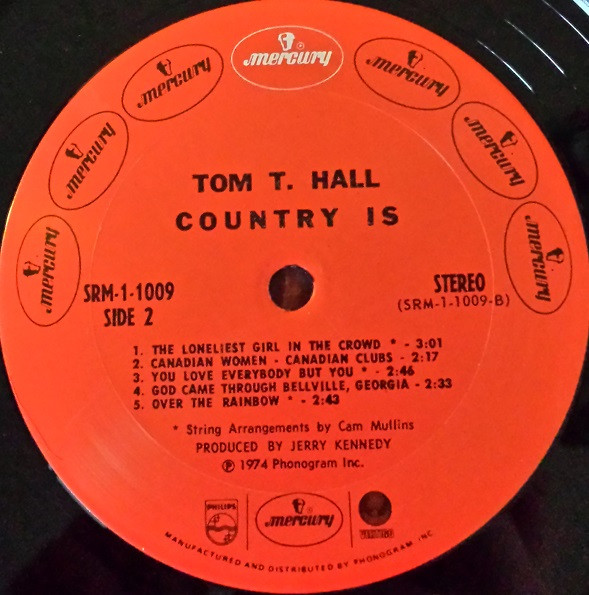 mercury
mercury
mercury
mercury
mercury
mercury
mercury
TOM T. HALL
COUNTRY IS
SRM-1-1009
SIDE 2
STEREO
(SRM-1-1009-B)
1. THE LONELIEST GIRL IN THE CROWD * - 3:01
2. CANADIAN WOMEN - CANADIAN CLUBS - 2:17
3. YOU LOVE EVERYBODY BUT YOU * - 2:46
4. GOD CAME THROUGH BELLVILLE, GEORGIA - 2:33
5. OVER THE RAINBOW * - 2:43
* String Arrangements by Cam Mullins
PRODUCED BY JERRY KENNEDY
℗ 1974 Phonogram Inc.
PHILIPS
mercury
VERTIGO
MANUFACTURED AND DISTRIBUTED BY PHONOGRAM, INC.